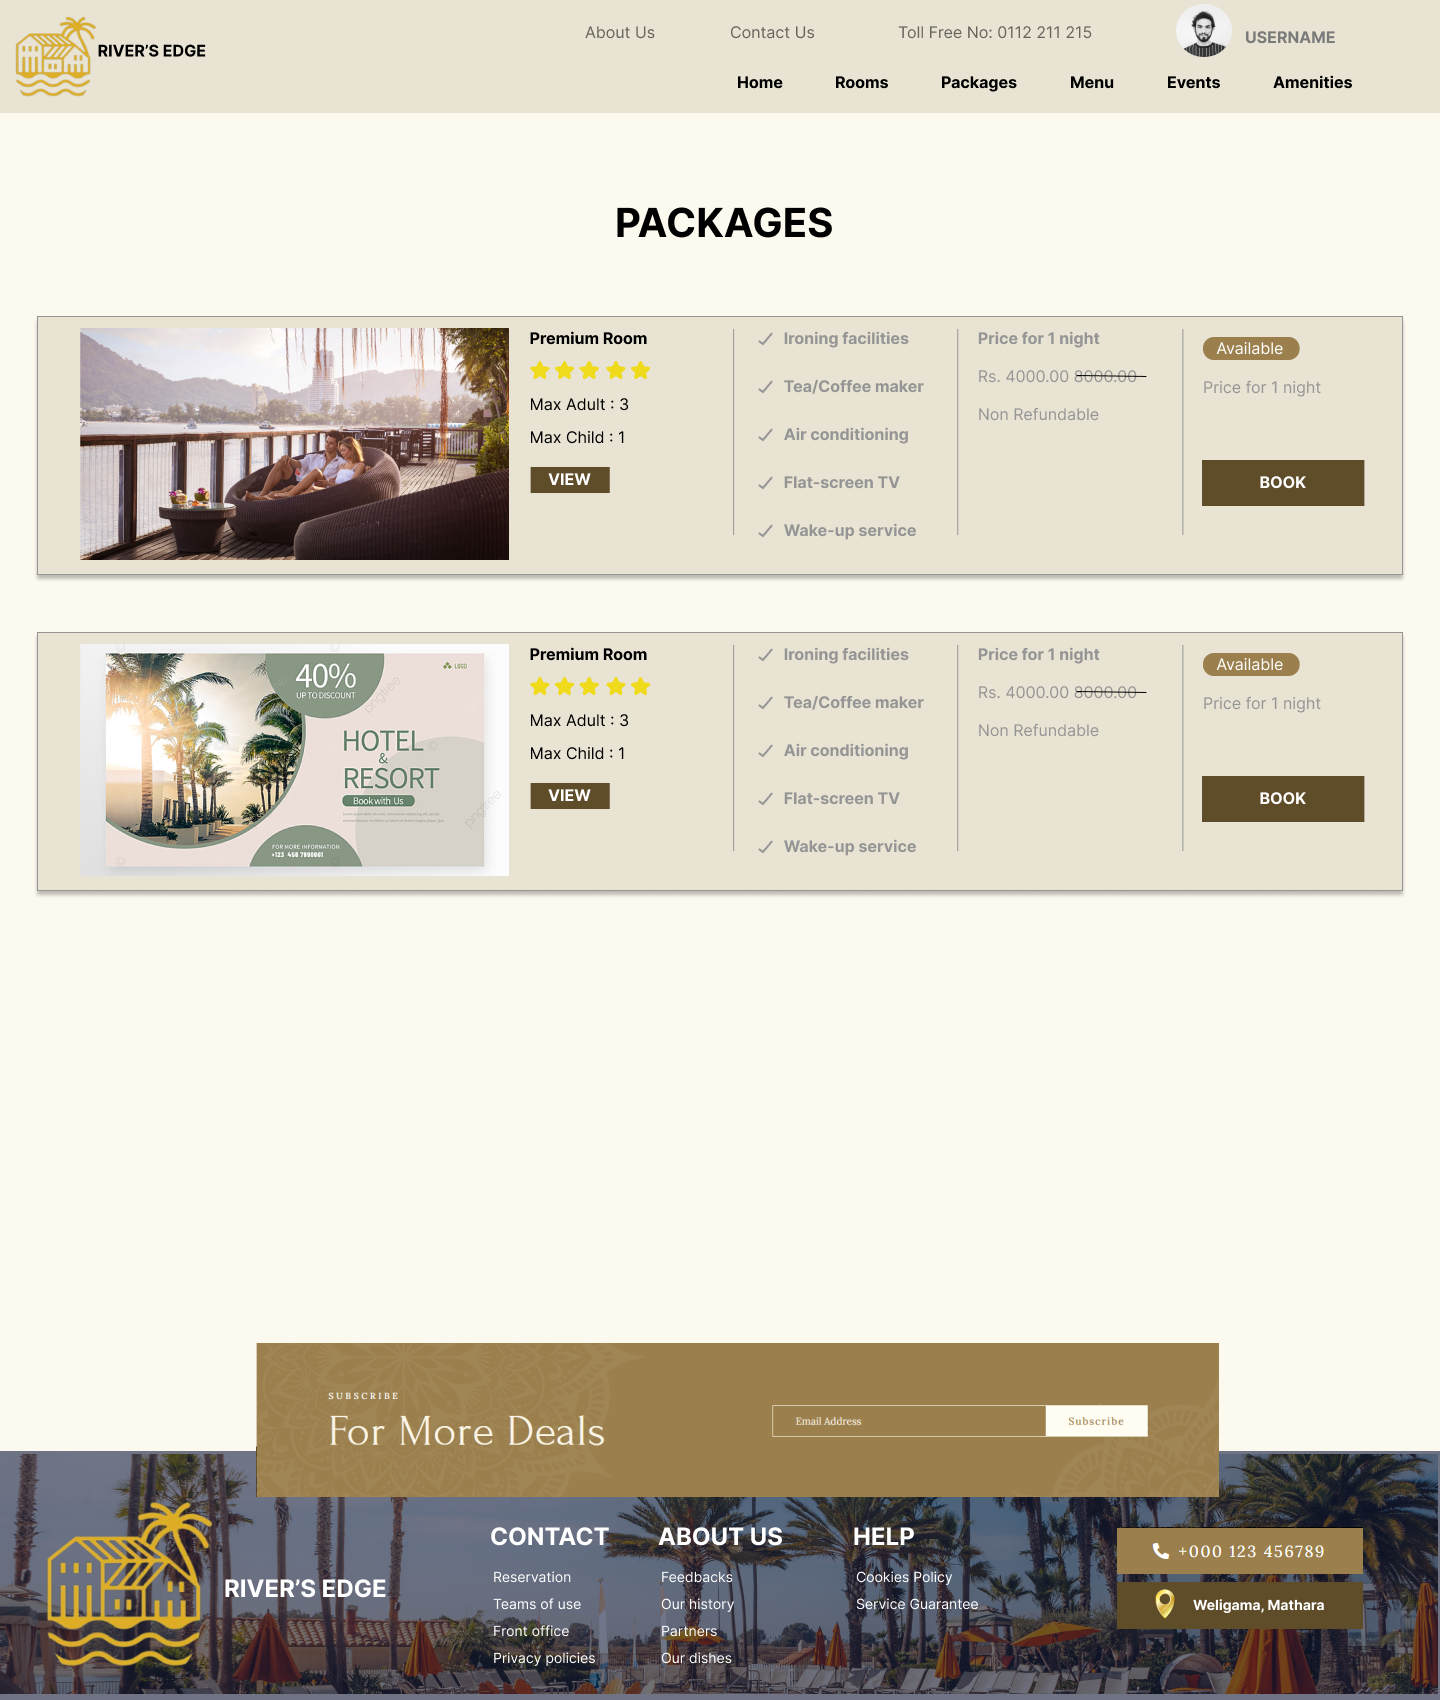 About Us
Contact Us
Toll Free No: 0112 211 215
USERNAME
RIVER’S EDGE
Home
Rooms
Packages
Menu
Events
Amenities
PACKAGES
Premium Room
Max Adult : 3
Max Child : 1
VIEW
Ironing facilities
Tea/Coffee maker
Air conditioning
Flat-screen TV
Wake-up service
Price for 1 night
Rs. 4000.00 8000.00
Non Refundable
Available
Price for 1 night
BOOK
40%
UP TO DISCOUNT
LOGO
HOTEL
&
RESORT
Book with Us
FOR MORE INFORMATION
+123 456 7890001
pngtree
pngtree
Premium Room
Max Adult : 3
Max Child : 1
VIEW
Ironing facilities
Tea/Coffee maker
Air conditioning
Flat-screen TV
Wake-up service
Price for 1 night
Rs. 4000.00 8000.00
Non Refundable
Available
Price for 1 night
BOOK
SUBSCRIBE
For More Deals
Email Address
Subscribe
RIVER’S EDGE
CONTACT
Reservation
Teams of use
Front office
Privacy policies
ABOUT US
Feedbacks
Our history
Partners
Our dishes
HELP
Cookies Policy
Service Guarantee
+000 123 456789
Weligama, Mathara